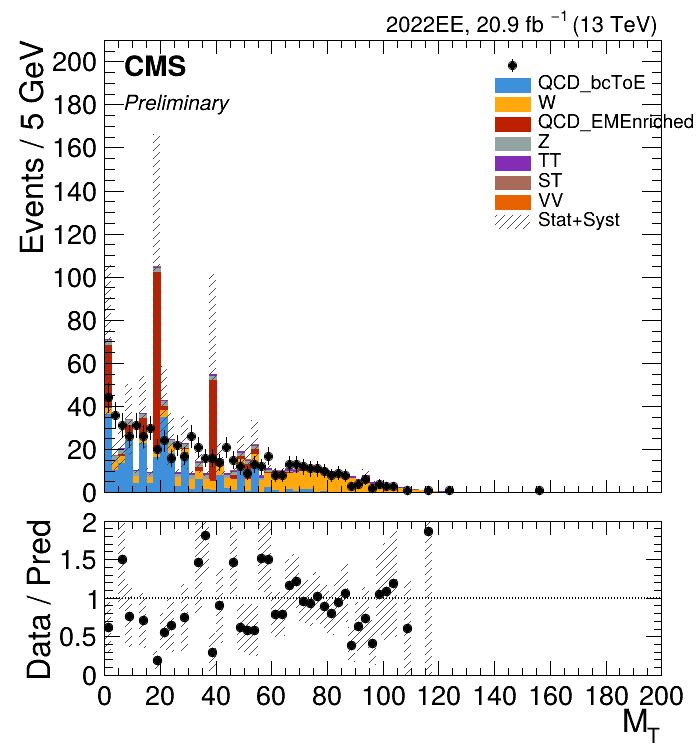 2022EE, 20.9 fb⁻¹ (13 TeV)
CMS
Preliminary
QCD_bcToE
W
QCD_EMEnriched
Z
TT
ST
VV
Stat+Syst
Events / 5 GeV
200
180
160
140
120
100
80
60
40
20
0
Data / Pred
2
1.5
1
0.5
0
0 20 40 60 80 100 120 140 160 180 200
M_T